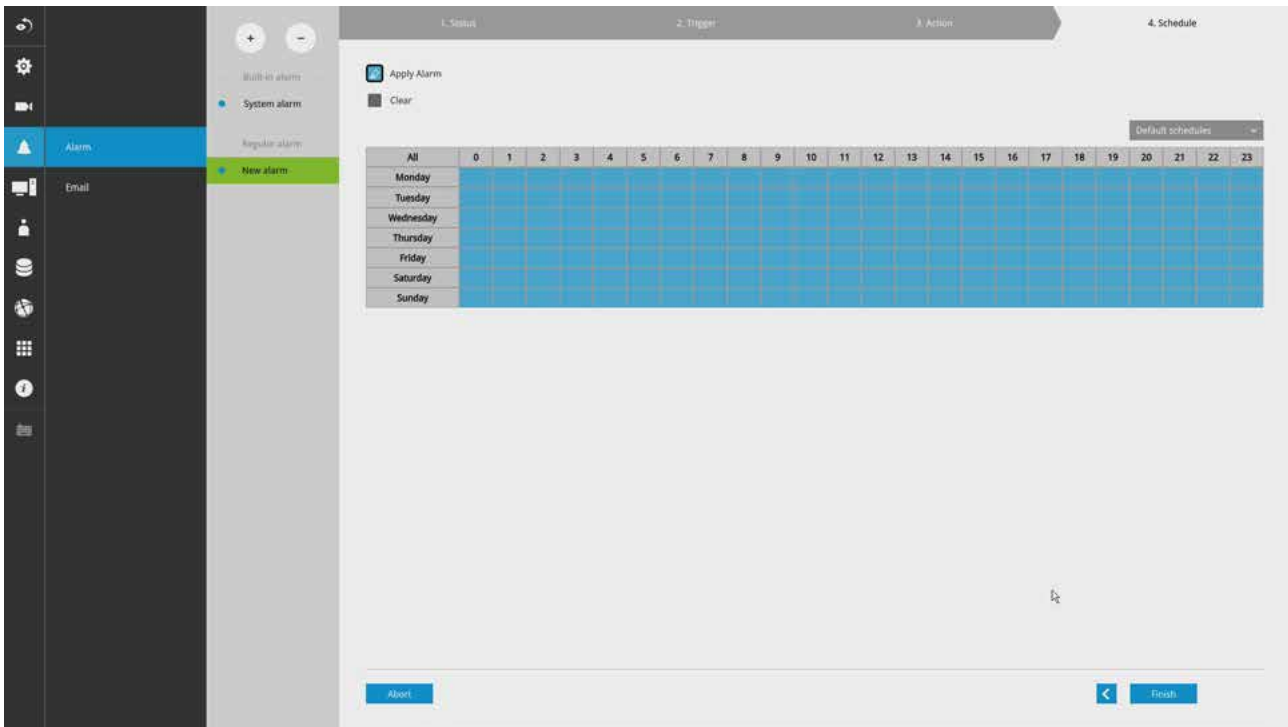 1. Status
2. Trigger
3. Action
4. Schedule
Built-in alarm
System alarm
Regular alarm
New alarm
Alarm
Email
Apply Alarm
Clear
Default schedules
All 0 1 2 3 4 5 6 7 8 9 10 11 12 13 14 15 16 17 18 19 20 21 22 23
Monday
Tuesday
Wednesday
Thursday
Friday
Saturday
Sunday
Abort
Finish